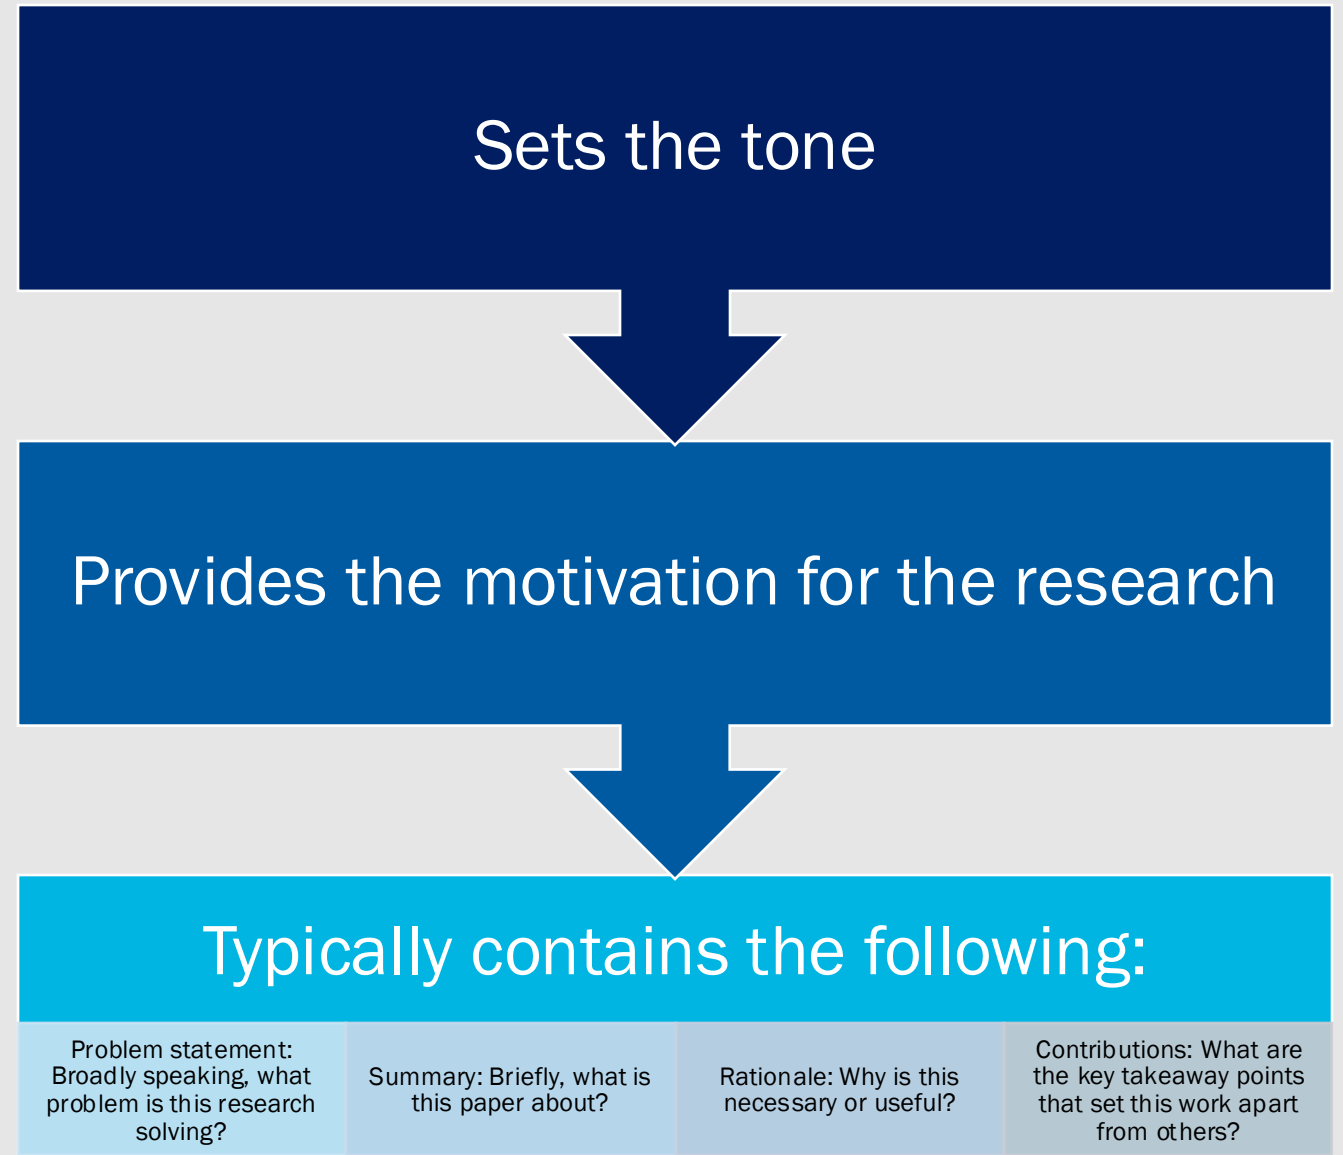 Sets the tone
Provides the motivation for the research
Typically contains the following:
Problem statement:
Broadly speaking, what
problem is this research
solving?
Summary: Briefly, what is
this paper about?
Rationale: Why is this
necessary or useful?
Contributions: What are
the key takeaway points
that set this work apart
from others?